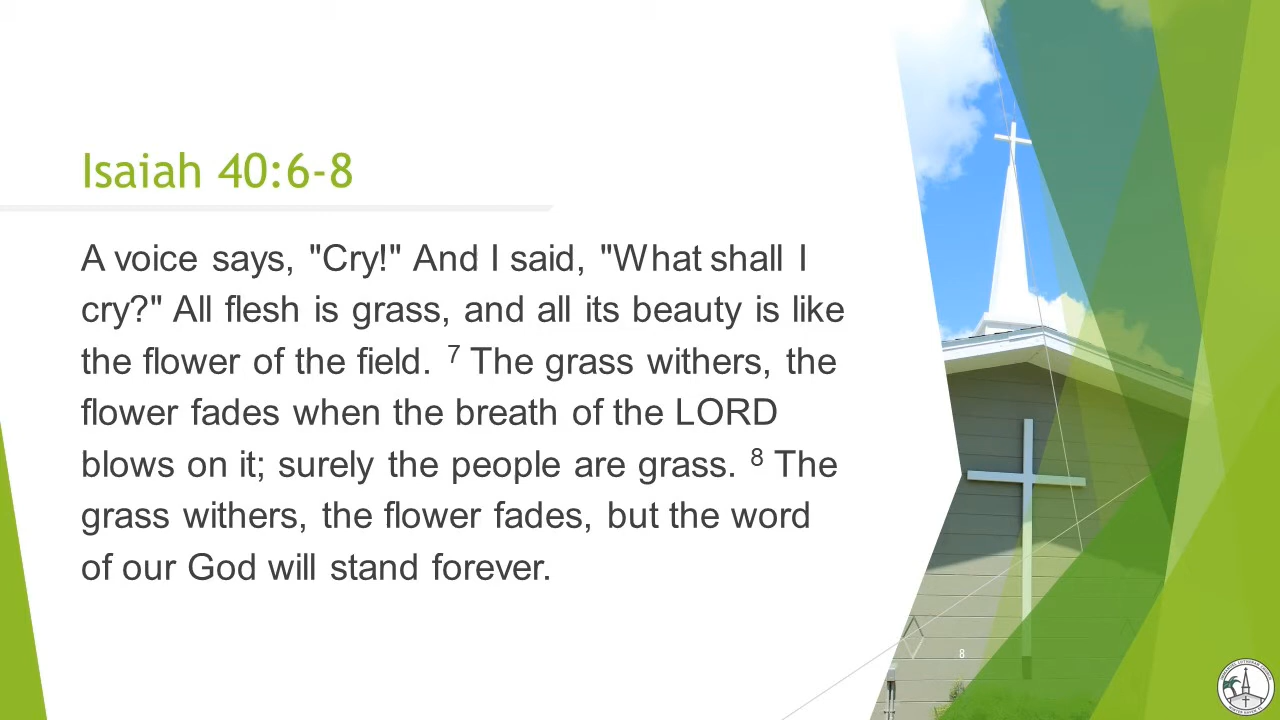 Isaiah 40:6-8
A voice says, "Cry!" And I said, "What shall I
cry?" All flesh is grass, and all its beauty is like
the flower of the field. 7 The grass withers, the
flower fades when the breath of the LORD
blows on it; surely the people are grass. 8 The
grass withers, the flower fades, but the word
of our God will stand forever.
8